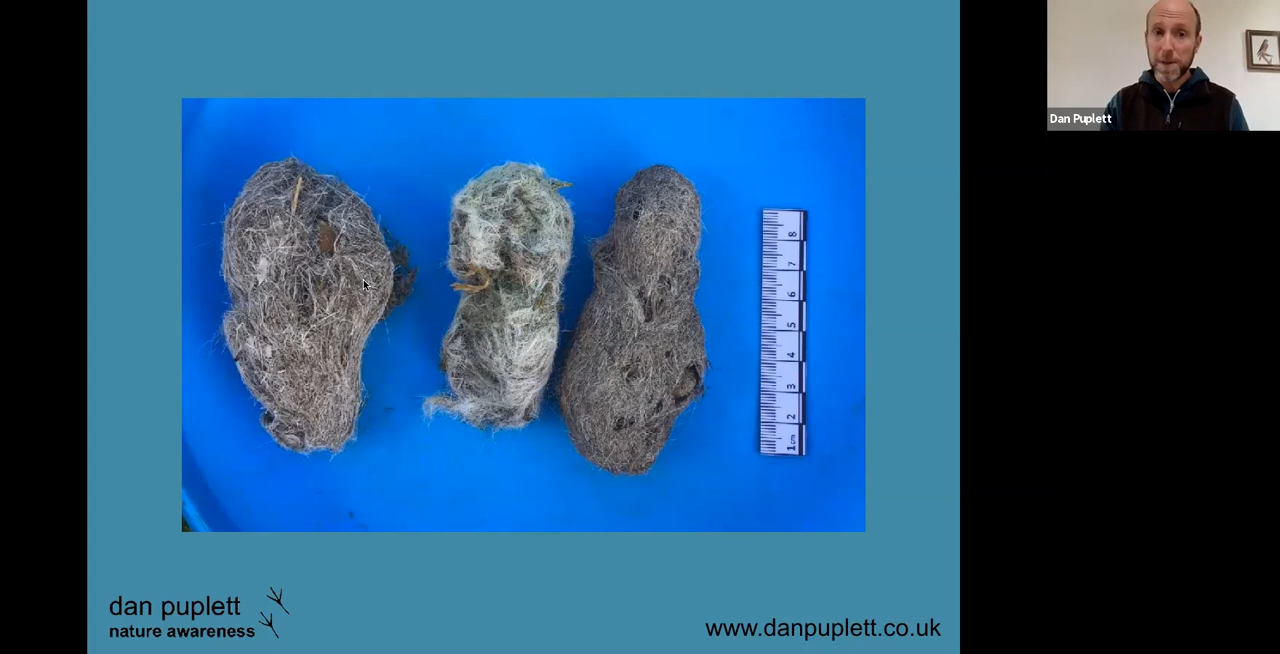 Dan Puplett
8
7
6
5
4
3
2
1 cm
dan puplett
nature awareness
www.danpuplett.co.uk